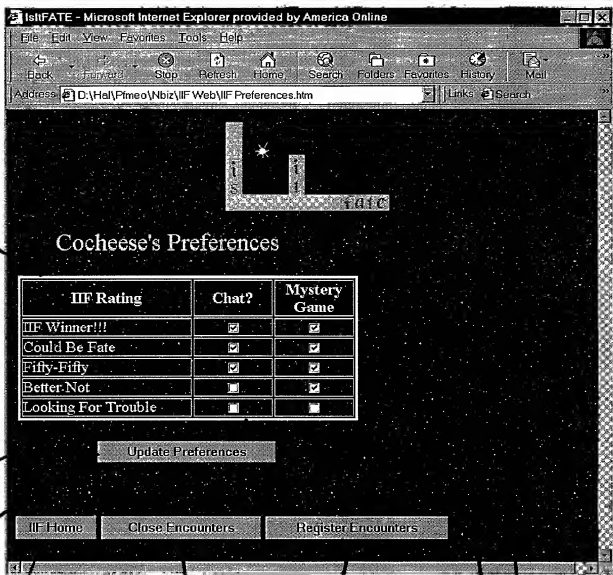 IsItFATE - Microsoft Internet Explorer provided by America Online
File Edit View Favorites Tools Help
Back Forward Stop Refresh Home Search Folders Favorites History Mail
Address D:\Hal\Pfmeo\Nbiz\IIF Web\IIF Preferences.htm Links Search
is it fate
Cocheese's Preferences
IIF Rating Chat? Mystery Game
IIF Winner!!!
Could Be Fate
Fifty-Fifty
Better Not
Looking For Trouble
Update Preferences
IIF Home Close Encounters Register Encounters